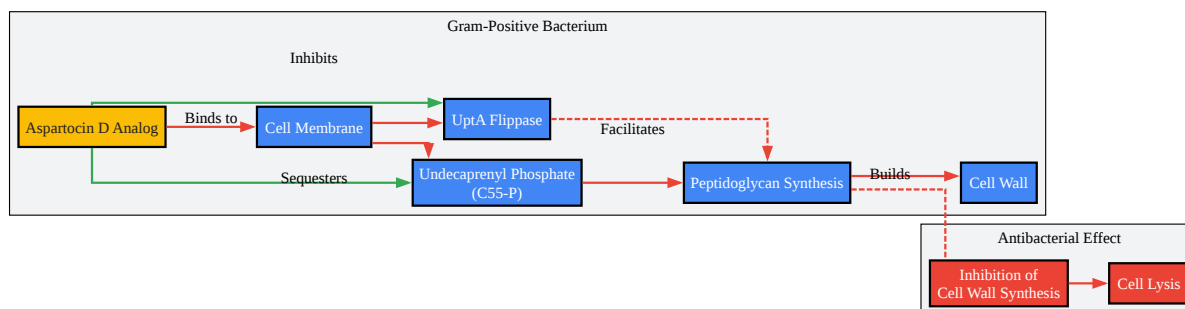 Gram-Positive Bacterium
Inhibits
Aspartocin D Analog
Binds to
Cell Membrane
UptA Flippase
Facilitates
Sequesters
Undecaprenyl Phosphate
(C55-P)
Peptidoglycan Synthesis
Builds
Cell Wall
Antibacterial Effect
Inhibition of
Cell Wall Synthesis
Cell Lysis